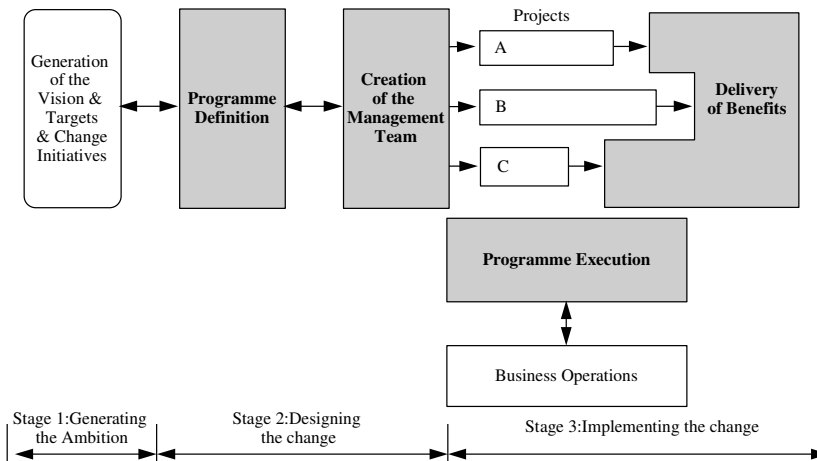 Projects
Generation
of the
Vision &
Targets
& Change
Initiatives
Programme
Definition
Creation
of the
Management
Team
A
B
C
Delivery
of Benefits
Programme Execution
Business Operations
Stage 1:Generating
the Ambition
Stage 2:Designing
the change
Stage 3:Implementing the change